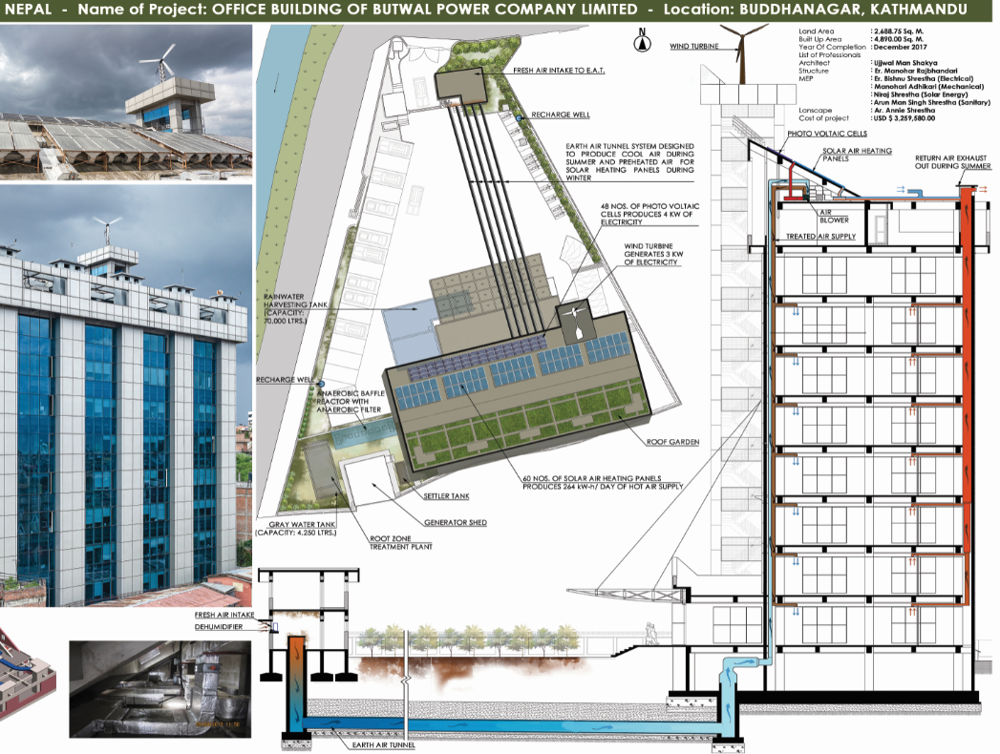 NEPAL - Name of Project: OFFICE BUILDING OF BUTWAL POWER COMPANY LIMITED - Location: BUDDHANAGAR, KATHMANDU
Land Area : 2,688.75 Sq. M.
Built Up Area : 4,890.00 Sq. M.
Year Of Completion : December 2017
List of Professionals
Architect : Ujjwal Man Shakya
Structure : Er. Manohar Rajbhandari
MEP : Er. Bishnu Shrestha (Electrical)
: Manohari Adhikari (Mechanical)
: Niraj Shrestha (Solar Energy)
: Arun Man Singh Shrestha (Sanitary)
Lanscape : Ar. Annie Shrestha
Cost of project : USD $ 3,259,580.00
N
WIND TURBINE
FRESH AIR INTAKE TO E.A.T.
RECHARGE WELL
EARTH AIR TUNNEL SYSTEM DESIGNED
TO PRODUCE COOL AIR DURING
SUMMER AND PREHEATED AIR FOR
SOLAR HEATING PANELS DURING
WINTER
48 NOS. OF PHOTO VOLTAIC
CELLS PRODUCES 4 KW OF
ELECTRICITY
WIND TURBINE
GENERATES 3 KW
OF ELECTRICITY
RAINWATER
HARVESTING TANK
(CAPACITY:
70,000 LTRS.)
RECHARGE WELL
ANAEROBIC BAFFLE
REACTOR WITH
ANAEROBIC FILTER
ROOF GARDEN
60 NOS. OF SOLAR AIR HEATING PANELS
PRODUCES 264 kW-h/ DAY OF HOT AIR SUPPLY
SETTLER TANK
GENERATOR SHED
GRAY WATER TANK
(CAPACITY: 4,250 LTRS.)
ROOT ZONE
TREATMENT PLANT
PHOTO VOLTAIC CELLS
SOLAR AIR HEATING
PANELS
RETURN AIR EXHAUST
OUT DURING SUMMER
AIR
BLOWER
TREATED AIR SUPPLY
FRESH AIR INTAKE
DEHUMIDIFIER
EARTH AIR TUNNEL